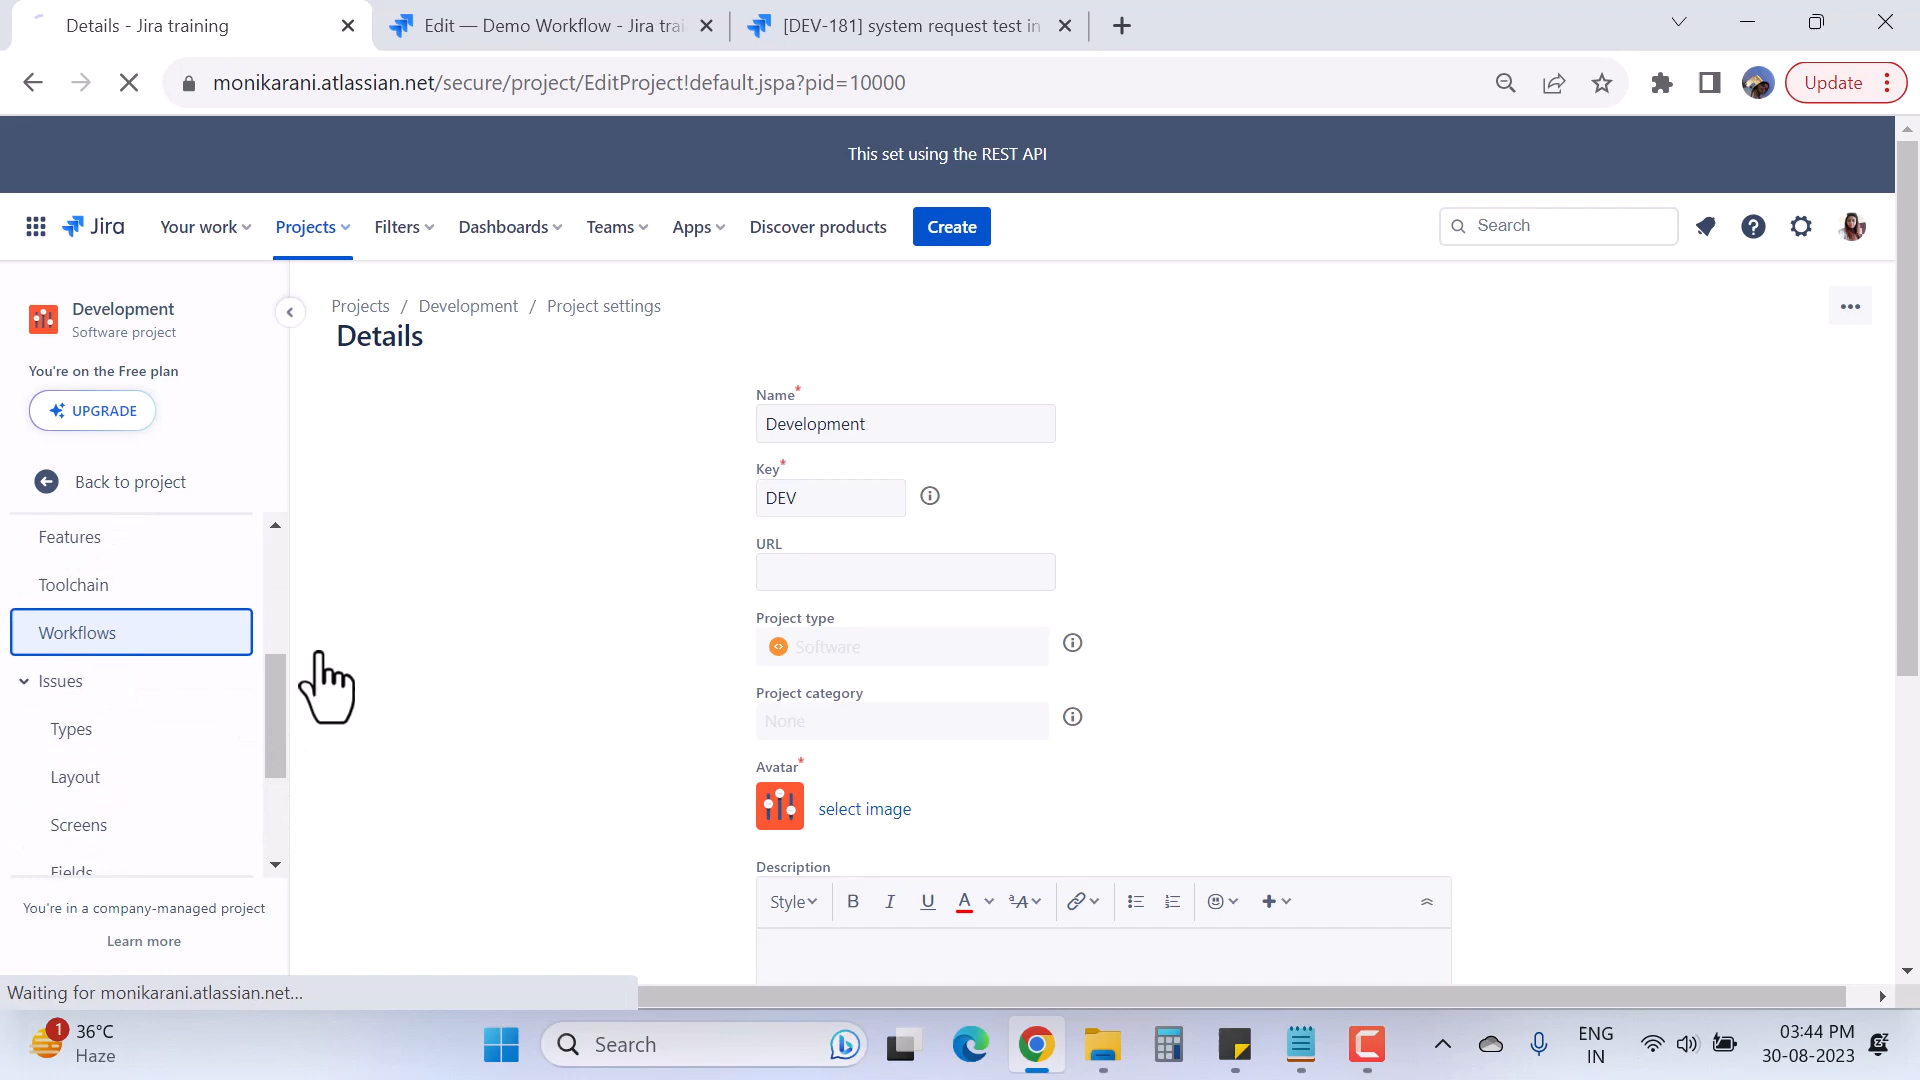 Details - Jira training
Edit — Demo Workflow - Jira trai
[DEV-181] system request test in
monikarani.atlassian.net/secure/project/EditProject!default.jspa?pid=10000
Update
This set using the REST API
Jira
Your work
Projects
Filters
Dashboards
Teams
Apps
Discover products
Create
Search
Development
Software project
You're on the Free plan
UPGRADE
Back to project
Features
Toolchain
Workflows
Issues
Types
Layout
Screens
Fields
You're in a company-managed project
Learn more
Projects / Development / Project settings
Details
Name*
Development
Key*
DEV
URL
Project type
Software
Project category
None
Avatar*
select image
Description
Style
B I U A A
Waiting for monikarani.atlassian.net...
1
36°C
Haze
Search
ENG
IN
03:44 PM
30-08-2023